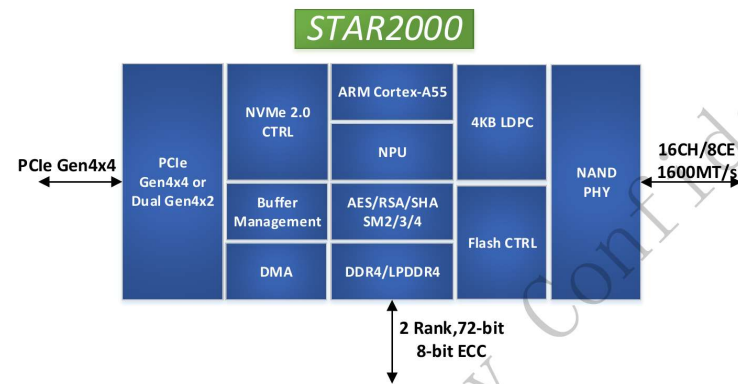 STAR2000
PCIe Gen4x4
PCIe
Gen4x4 or
Dual Gen4x2
NVMe 2.0
CTRL
Buffer
Management
DMA
ARM Cortex-A55
NPU
AES/RSA/SHA
SM2/3/4
DDR4/LPDDR4
4KB LDPC
Flash CTRL
NAND
PHY
16CH/8CE
1600MT/s
2 Rank,72-bit
8-bit ECC